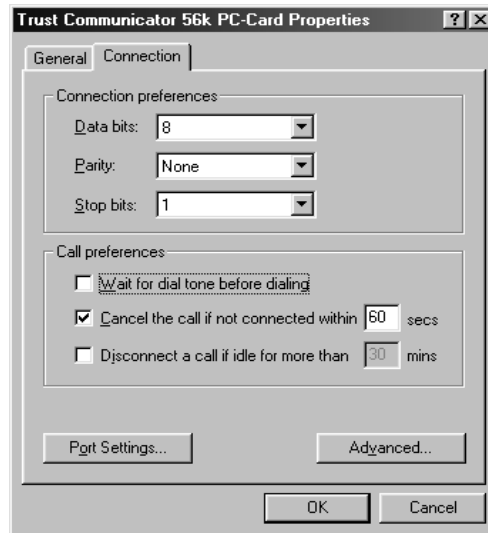 Trust Communicator 56k PC-Card Properties
General Connection
Connection preferences
Data bits: 8
Parity: None
Stop bits: 1
Call preferences
Wait for dial tone before dialing
Cancel the call if not connected within 60 secs
Disconnect a call if idle for more than 30 mins
Port Settings... Advanced...
OK Cancel